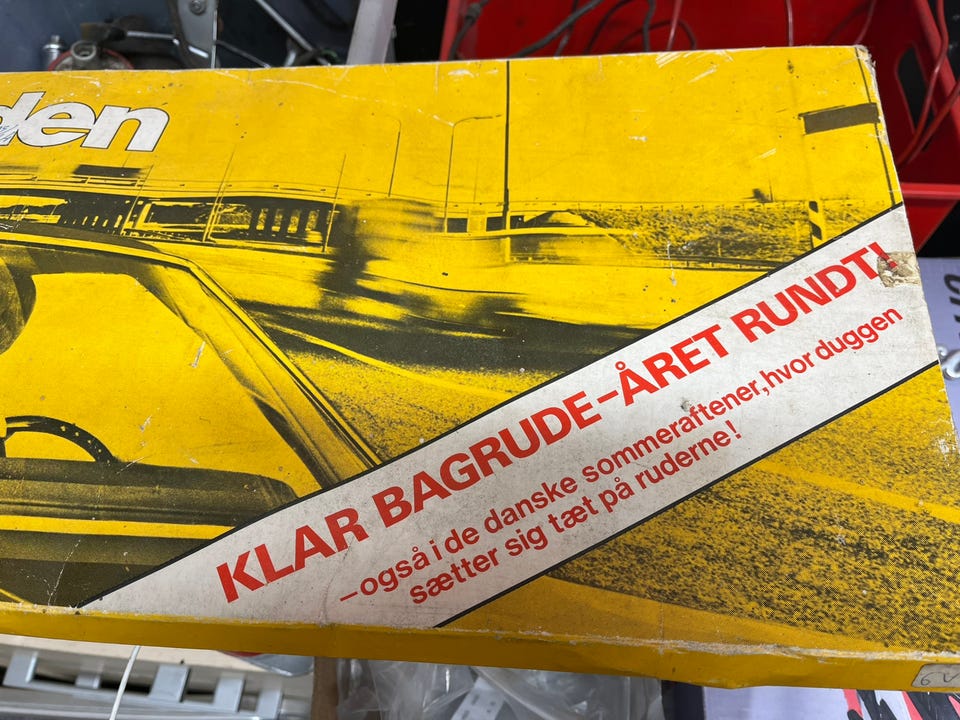 den
KLAR BAGRUDE-ÅRET RUNDT!
-også i de danske sommeraftener, hvor duggen
sætter sig tæt på ruderne!